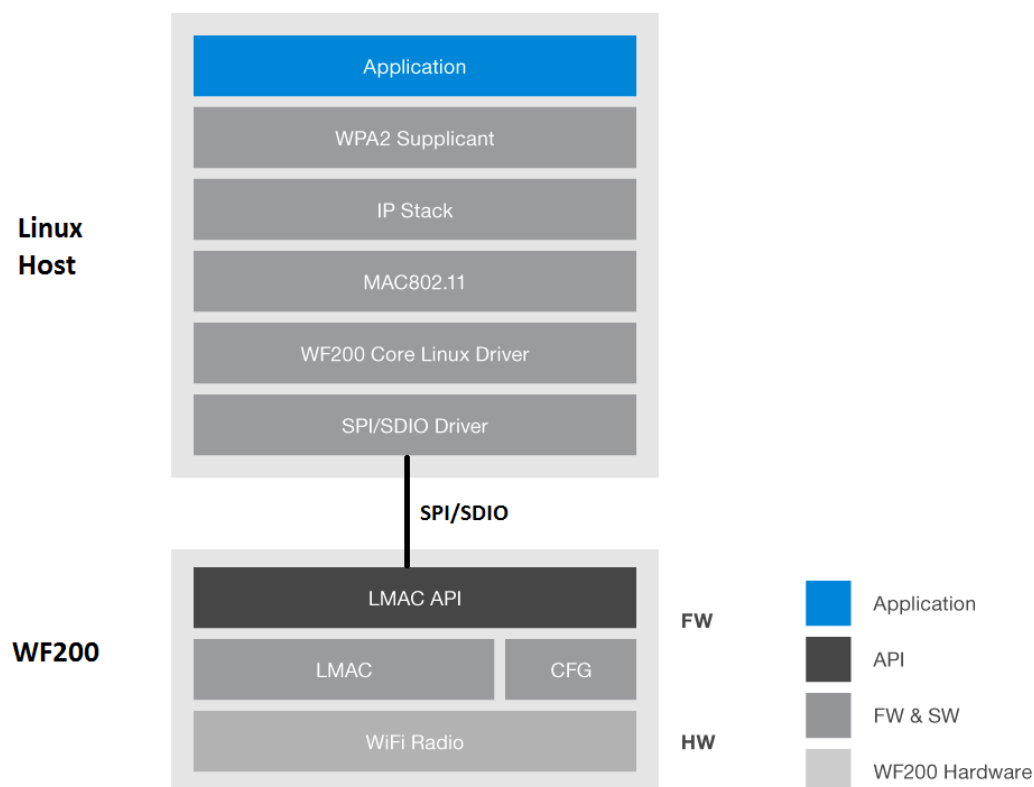 Application
WPA2 Supplicant
IP Stack
Linux
Host
MAC802.11
WF200 Core Linux Driver
SPI/SDIO Driver
SPI/SDIO
WF200
LMAC API
FW
LMAC
CFG
WiFi Radio
HW
Application
API
FW & SW
WF200 Hardware